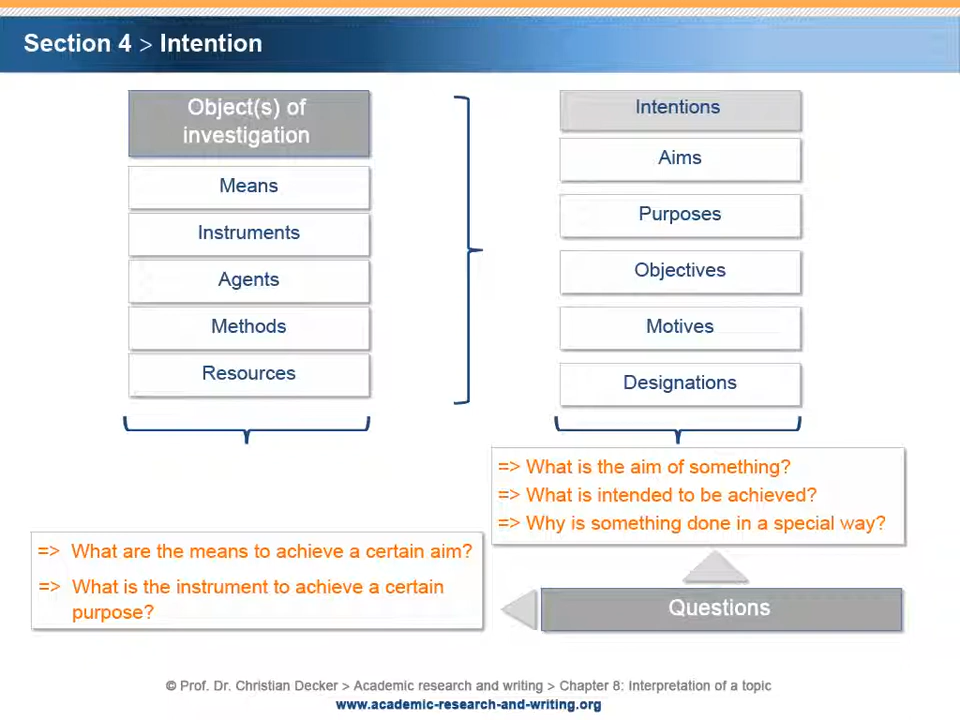 Section 4 > Intention
Object(s) of
investigation
Means
Instruments
Agents
Methods
Resources
Intentions
Aims
Purposes
Objectives
Motives
Designations
=> What is the aim of something?
=> What is intended to be achieved?
=> Why is something done in a special way?
=> What are the means to achieve a certain aim?
=> What is the instrument to achieve a certain
purpose?
Questions
© Prof. Dr. Christian Decker > Academic research and writing > Chapter 8: Interpretation of a topic
www.academic-research-and-writing.org